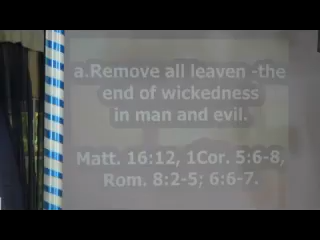 a.Remove all leaven -the
end of wickedness
in man and evil.
Matt. 16:12, 1Cor. 5:6-8,
Rom. 8:2-5; 6:6-7.